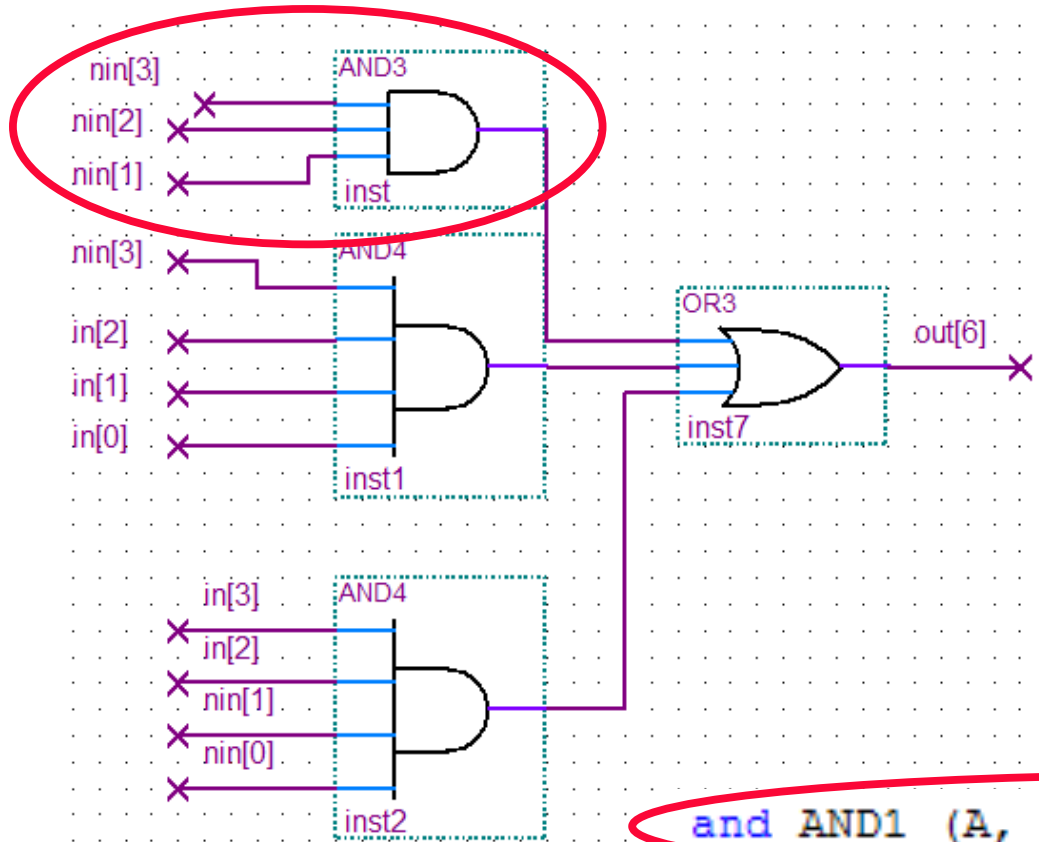 nin[3]
AND3
nin[2]
nin[1]
inst
nin[3]
AND4
in[2]
in[1]
in[0]
inst1
OR3
out[6]
inst7
in[3]
AND4
in[2]
nin[1]
nin[0]
inst2
and AND1 (A,